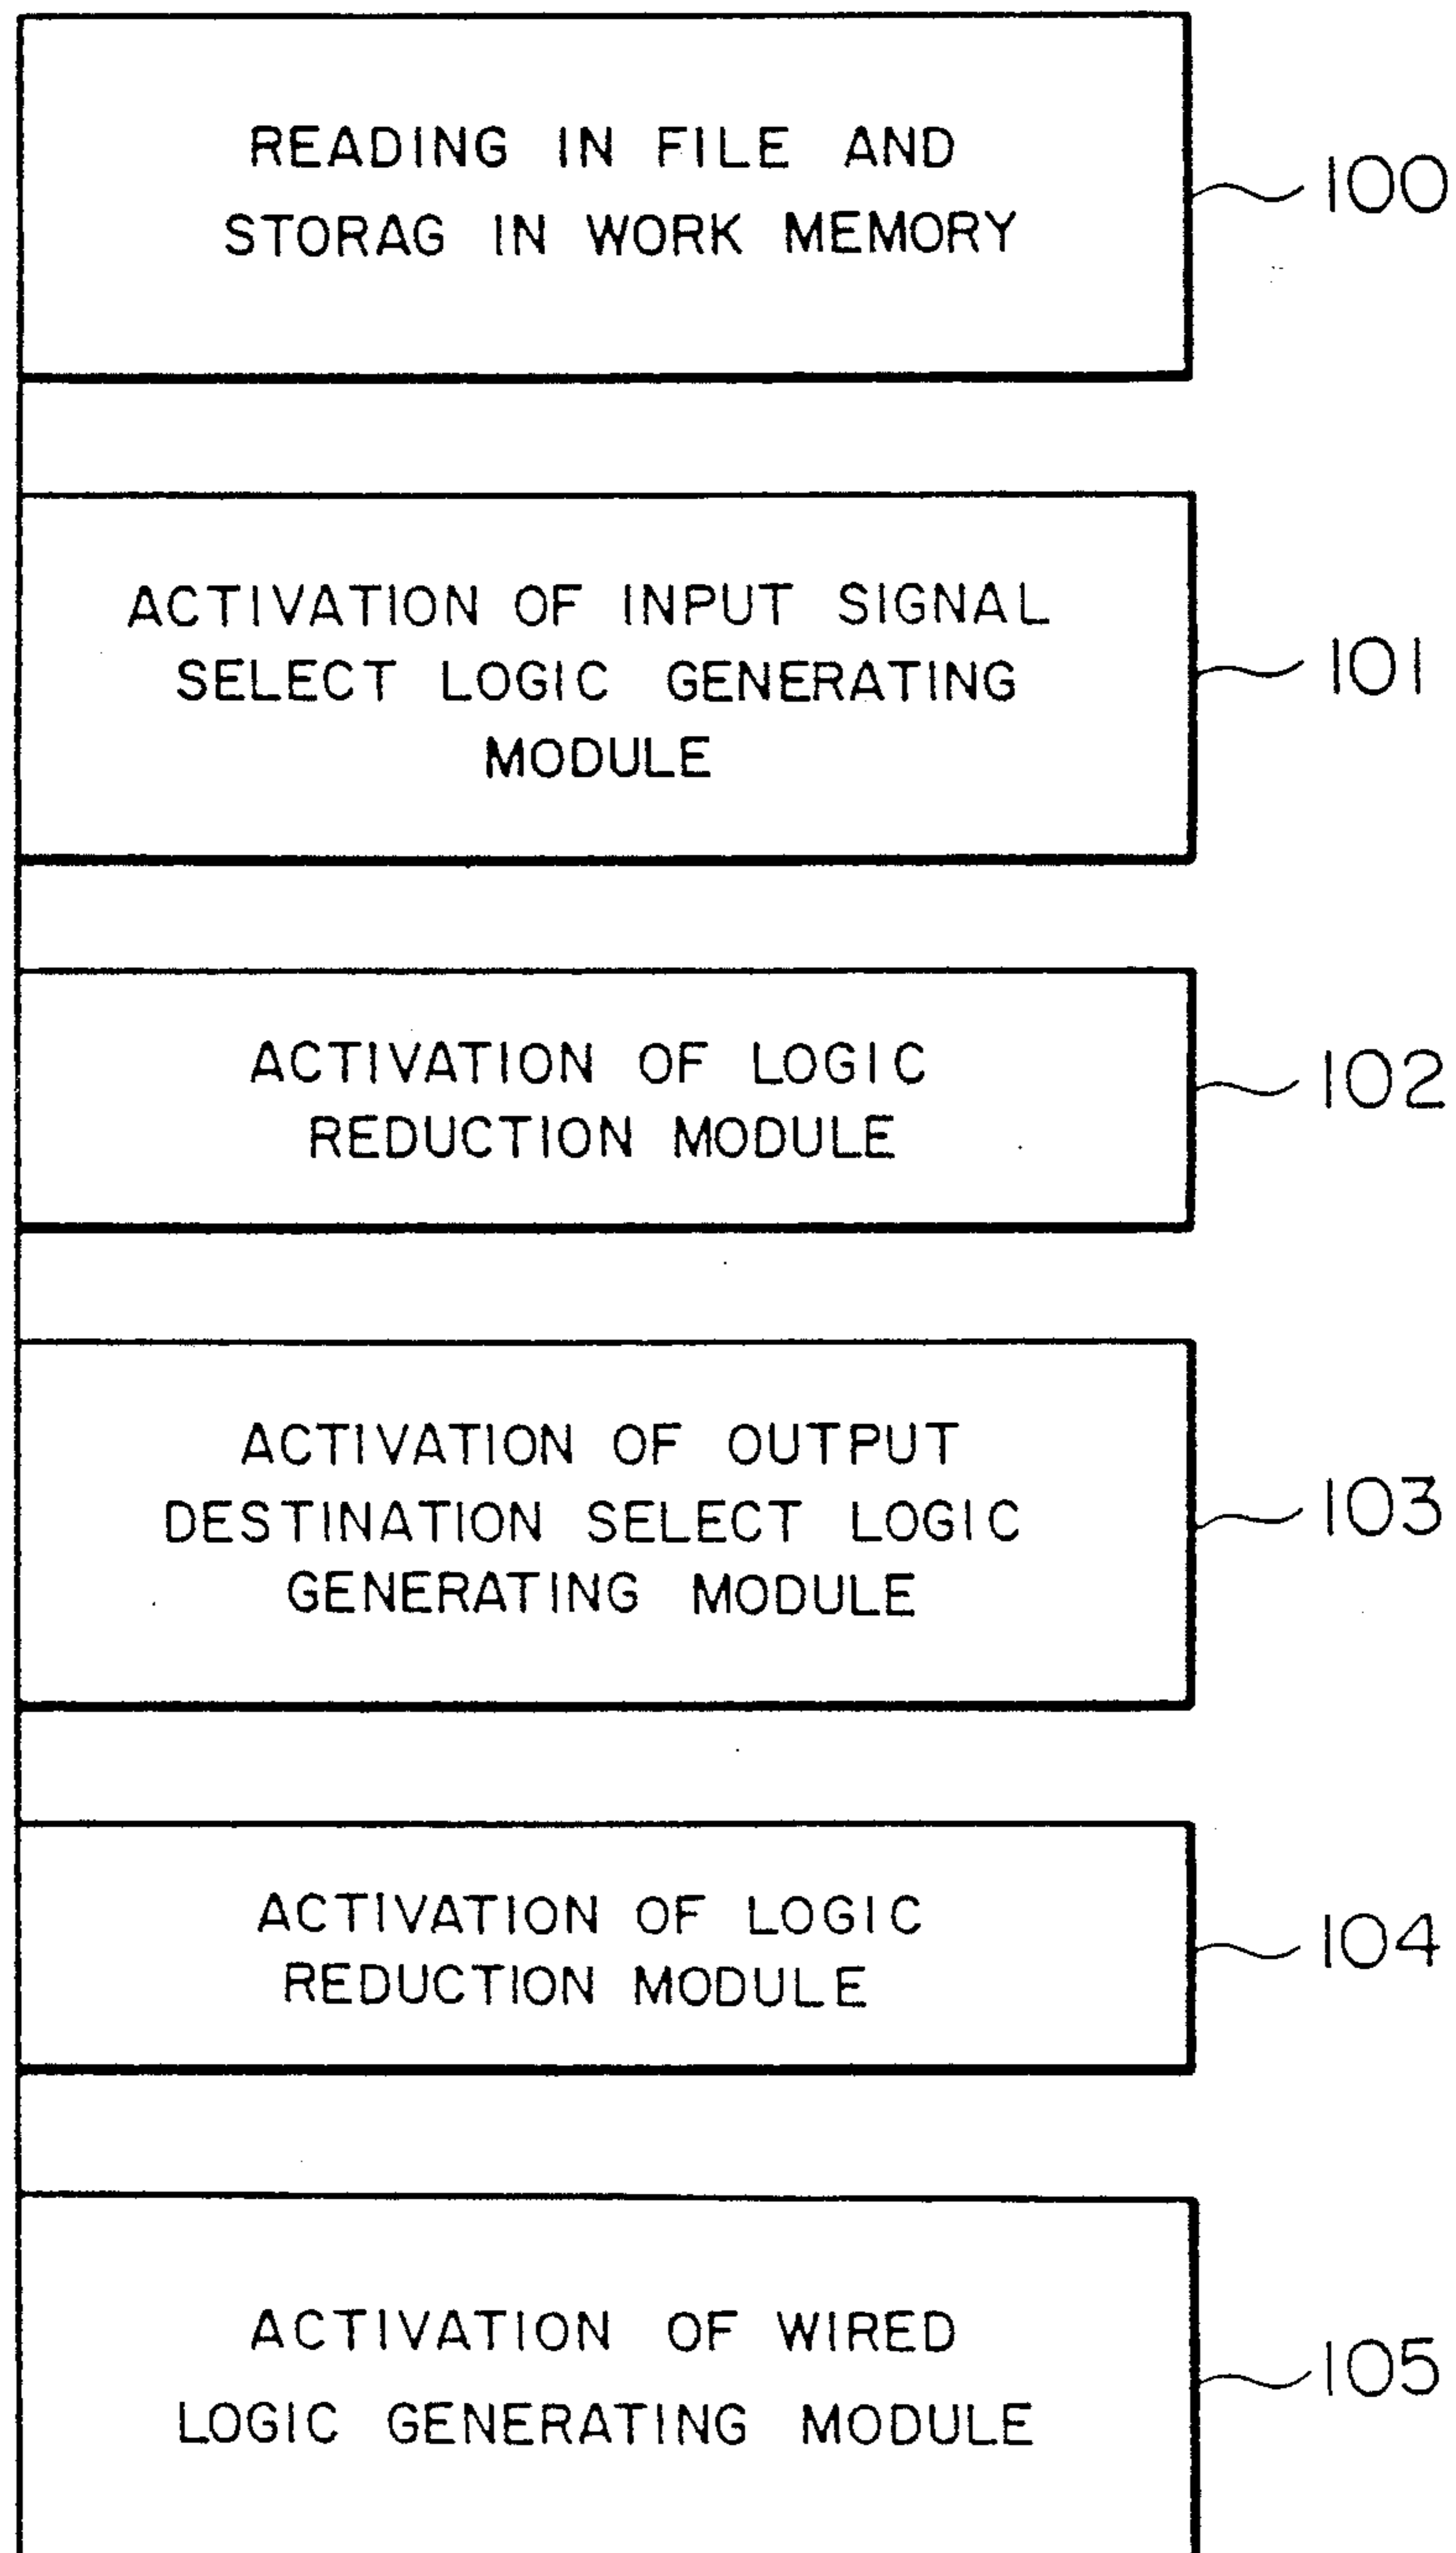 READING IN FILE AND
STORAG IN WORK MEMORY
100
ACTIVATION OF INPUT SIGNAL
SELECT LOGIC GENERATING
MODULE
101
ACTIVATION OF LOGIC
REDUCTION MODULE
102
ACTIVATION OF OUTPUT
DESTINATION SELECT LOGIC
GENERATING MODULE
103
ACTIVATION OF LOGIC
REDUCTION MODULE
104
ACTIVATION OF WIRED
LOGIC GENERATING MODULE
105